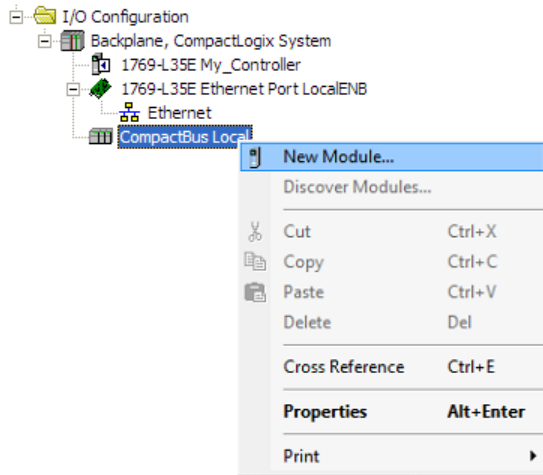 I/O Configuration
Backplane, CompactLogix System
1769-L35E My_Controller
1769-L35E Ethernet Port LocalENB
Ethernet
CompactBus Local
New Module...
Discover Modules...
Cut Ctrl+X
Copy Ctrl+C
Paste Ctrl+V
Delete Del
Cross Reference Ctrl+E
Properties Alt+Enter
Print